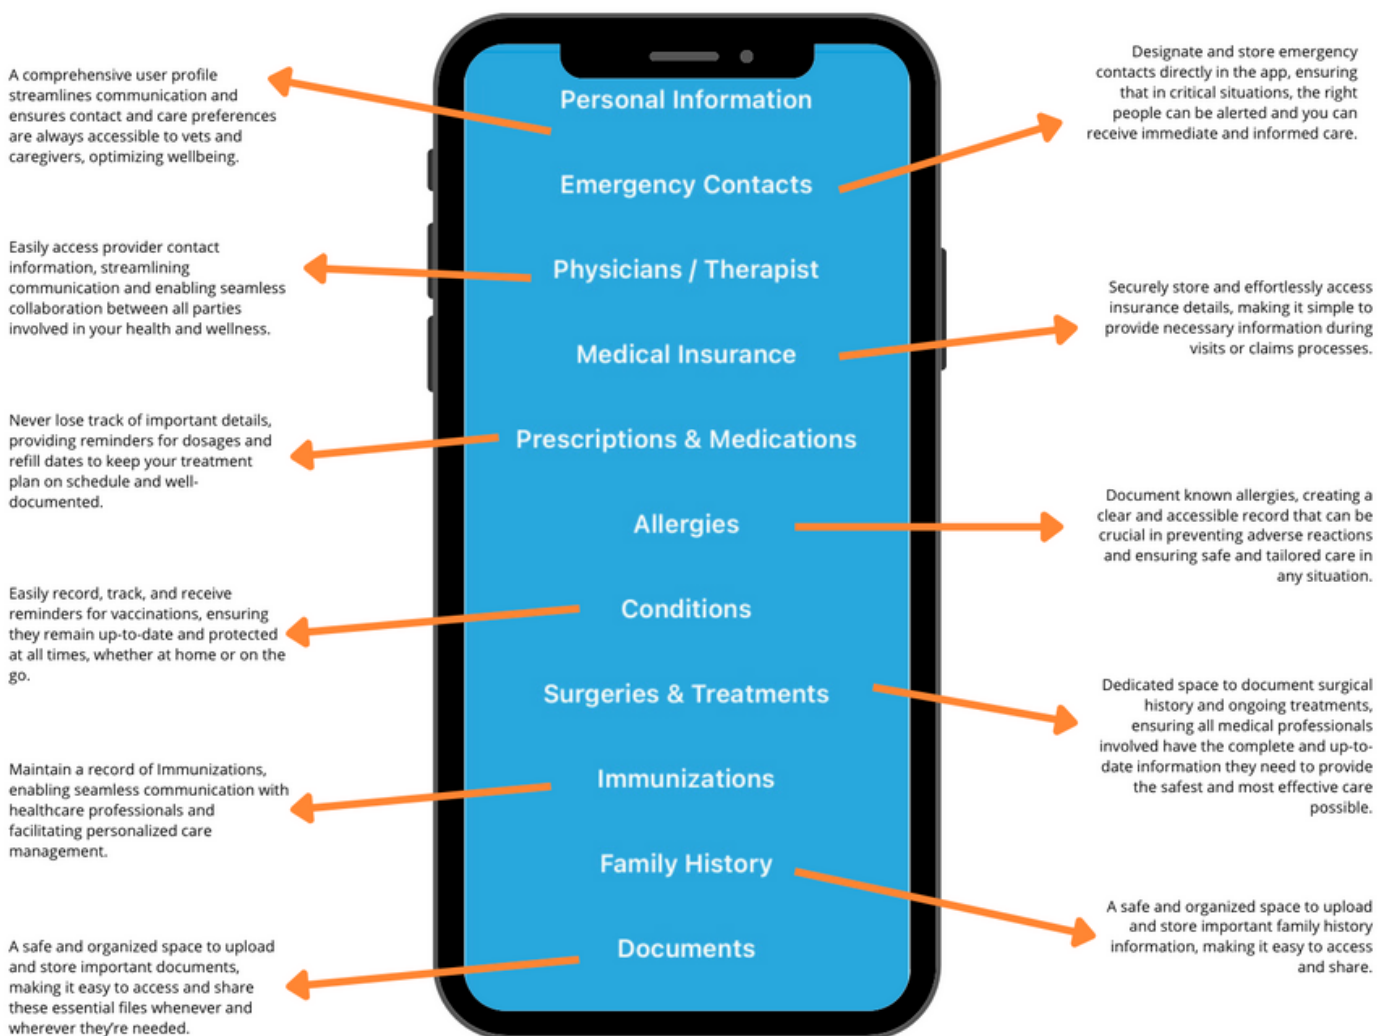 A comprehensive user profile
streamlines communication and
ensures contact and care preferences
are always accessible to vets and
caregivers, optimizing wellbeing.
Easily access provider contact
information, streamlining
communication and enabling seamless
collaboration between all parties
involved in your health and wellness.
Never lose track of important details,
providing reminders for dosages and
refill dates to keep your treatment
plan on schedule and well-
documented.
Easily record, track, and receive
reminders for vaccinations, ensuring
they remain up-to-date and protected
at all times, whether at home or on the
go.
Maintain a record of Immunizations,
enabling seamless communication with
healthcare professionals and
facilitating personalized care
management.
A safe and organized space to upload
and store important documents,
making it easy to access and share
these essential files whenever and
wherever they're needed.
Personal Information
Emergency Contacts
Physicians / Therapist
Medical Insurance
Prescriptions & Medications
Allergies
Conditions
Surgeries & Treatments
Immunizations
Family History
Documents
Designate and store emergency
contacts directly in the app, ensuring
that in critical situations, the right
people can be alerted and you can
receive immediate and informed care.
Securely store and effortlessly access
insurance details, making it simple to
provide necessary information during
visits or claims processes.
Document known allergies, creating a
clear and accessible record that can be
crucial in preventing adverse reactions
and ensuring safe and tailored care in
any situation.
Dedicated space to document surgical
history and ongoing treatments,
ensuring all medical professionals
involved have the complete and up-to-
date information they need to provide
the safest and most effective care
possible.
A safe and organized space to upload
and store important family history
information, making it easy to access
and share.